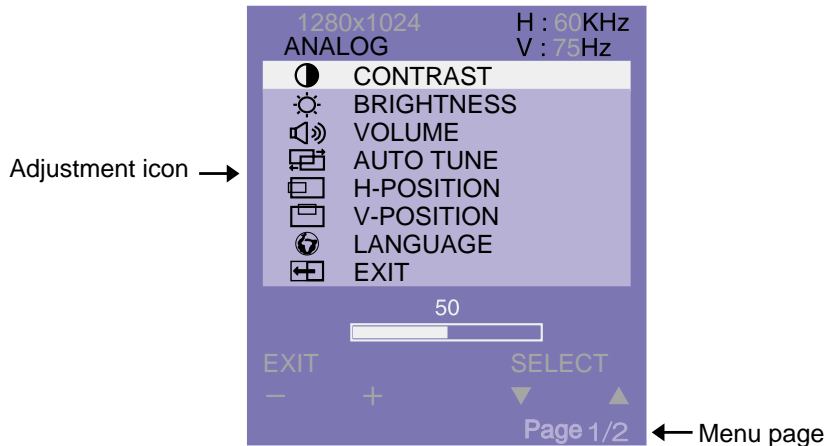 1280x1024 H : 60KHz
ANALOG V : 75Hz
CONTRAST
BRIGHTNESS
VOLUME
AUTO TUNE
H-POSITION
V-POSITION
LANGUAGE
EXIT
Adjustment icon
50
EXIT SELECT
− + ▼ ▲
Page 1/2
Menu page